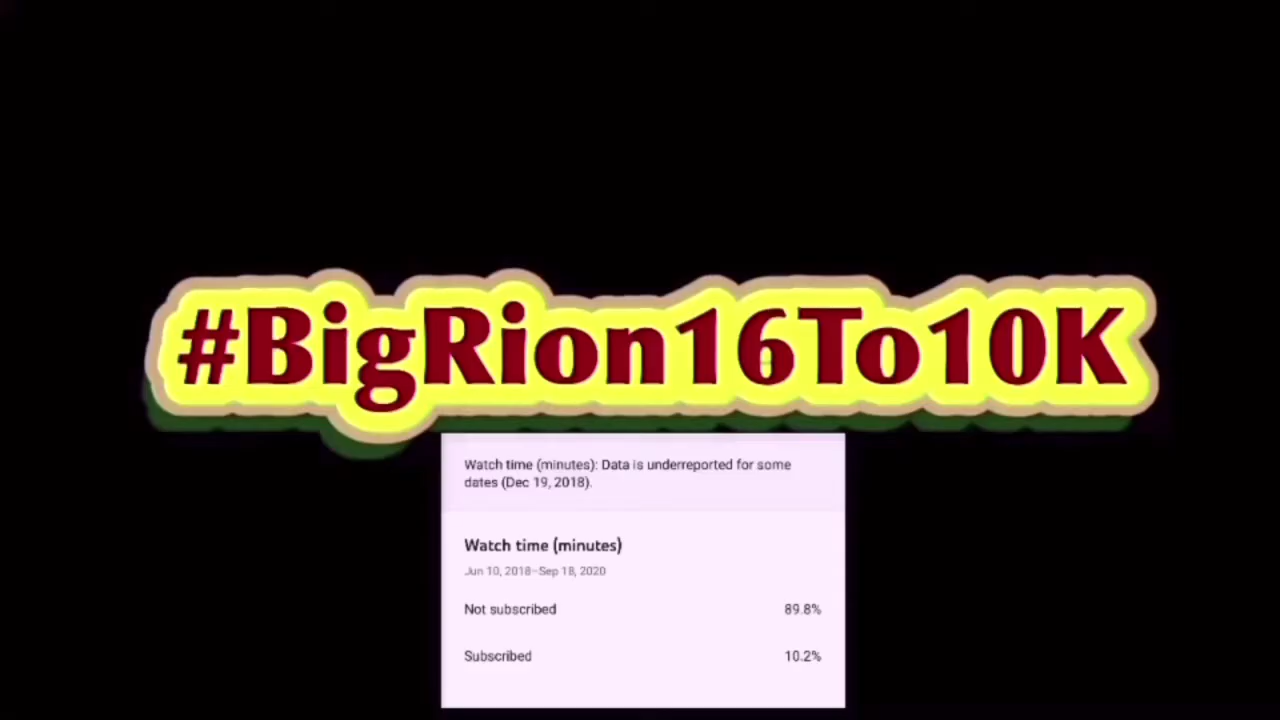 #BigRion16To10K
Watch time (minutes): Data is underreported for some
dates (Dec 19, 2018).
Watch time (minutes)
Jun 10, 2018–Sep 18, 2020
Not subscribed 89.8%
Subscribed 10.2%